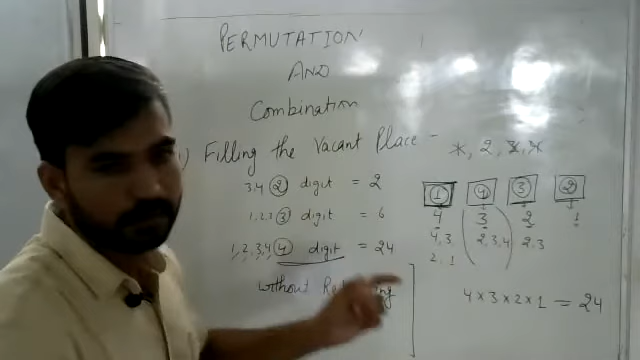 PERMUTATION
AND
Combination
1) Filling the Vacant Place -
*, 2, *, *
3,4 ② digit = 2
1,2,3 ③ digit = 6
1,2,3,4 ④ digit = 24
without
1 4 3 2
4 3 2 1
4,3 2,3,4 2,3
2,1
4×3×2×1 = 24